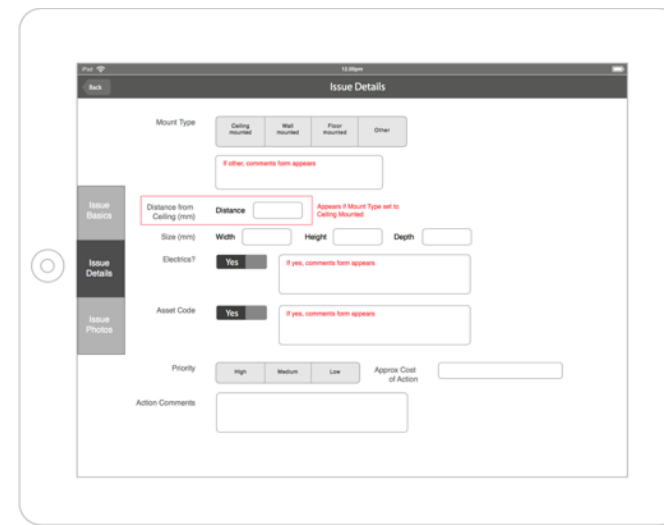 iPad 12.00pm
Back Issue Details
Mount Type
Ceiling mounted
Wall mounted
Floor mounted
Other
If other, comments form appears
Issue Basics
Distance from
Ceiling (mm)
Distance
Appears if Mount Type set to
Ceiling Mounted
Size (mm) Width Height Depth
Issue Details
Electrics? Yes If yes, comments form appears
Issue Photos
Asset Code Yes If yes, comments form appears
Priority High Medium Low
Approx Cost
of Action
Action Comments